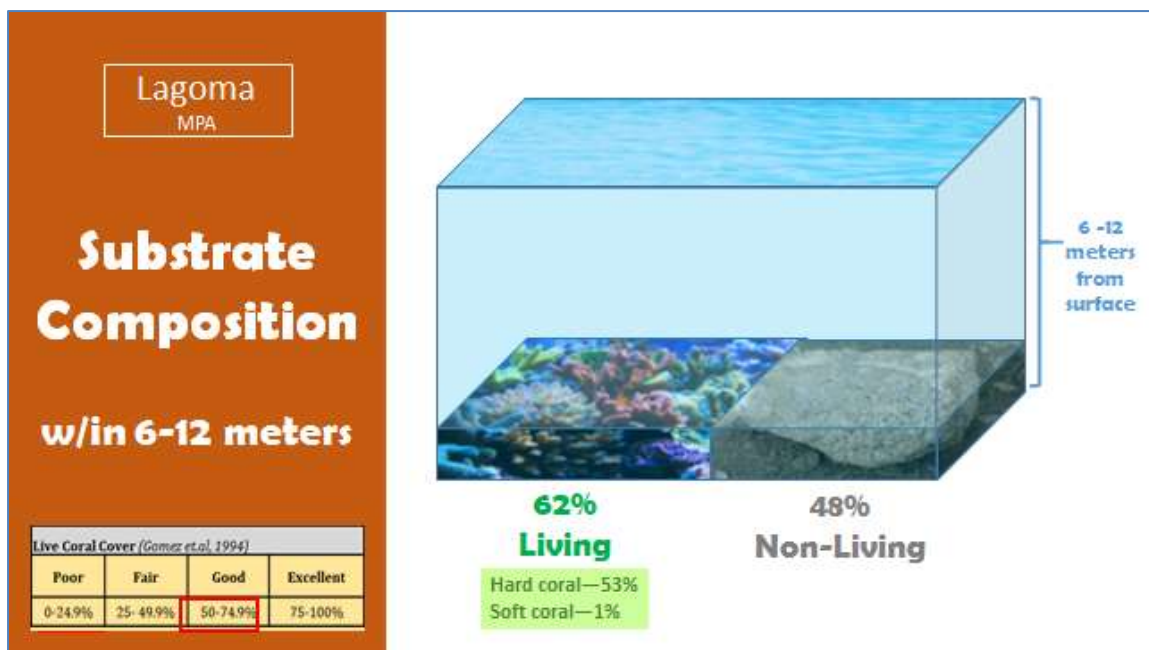 Lagoma
MPA
Substrate
Composition
w/in 6-12 meters
Live Coral Cover (Gomez et.al, 1994)
Poor Fair Good Excellent
0-24.9% 25- 49.9% 50-74.9% 75-100%
6 -12
meters
from
surface
62%
Living
Hard coral—53%
Soft coral—1%
48%
Non-Living